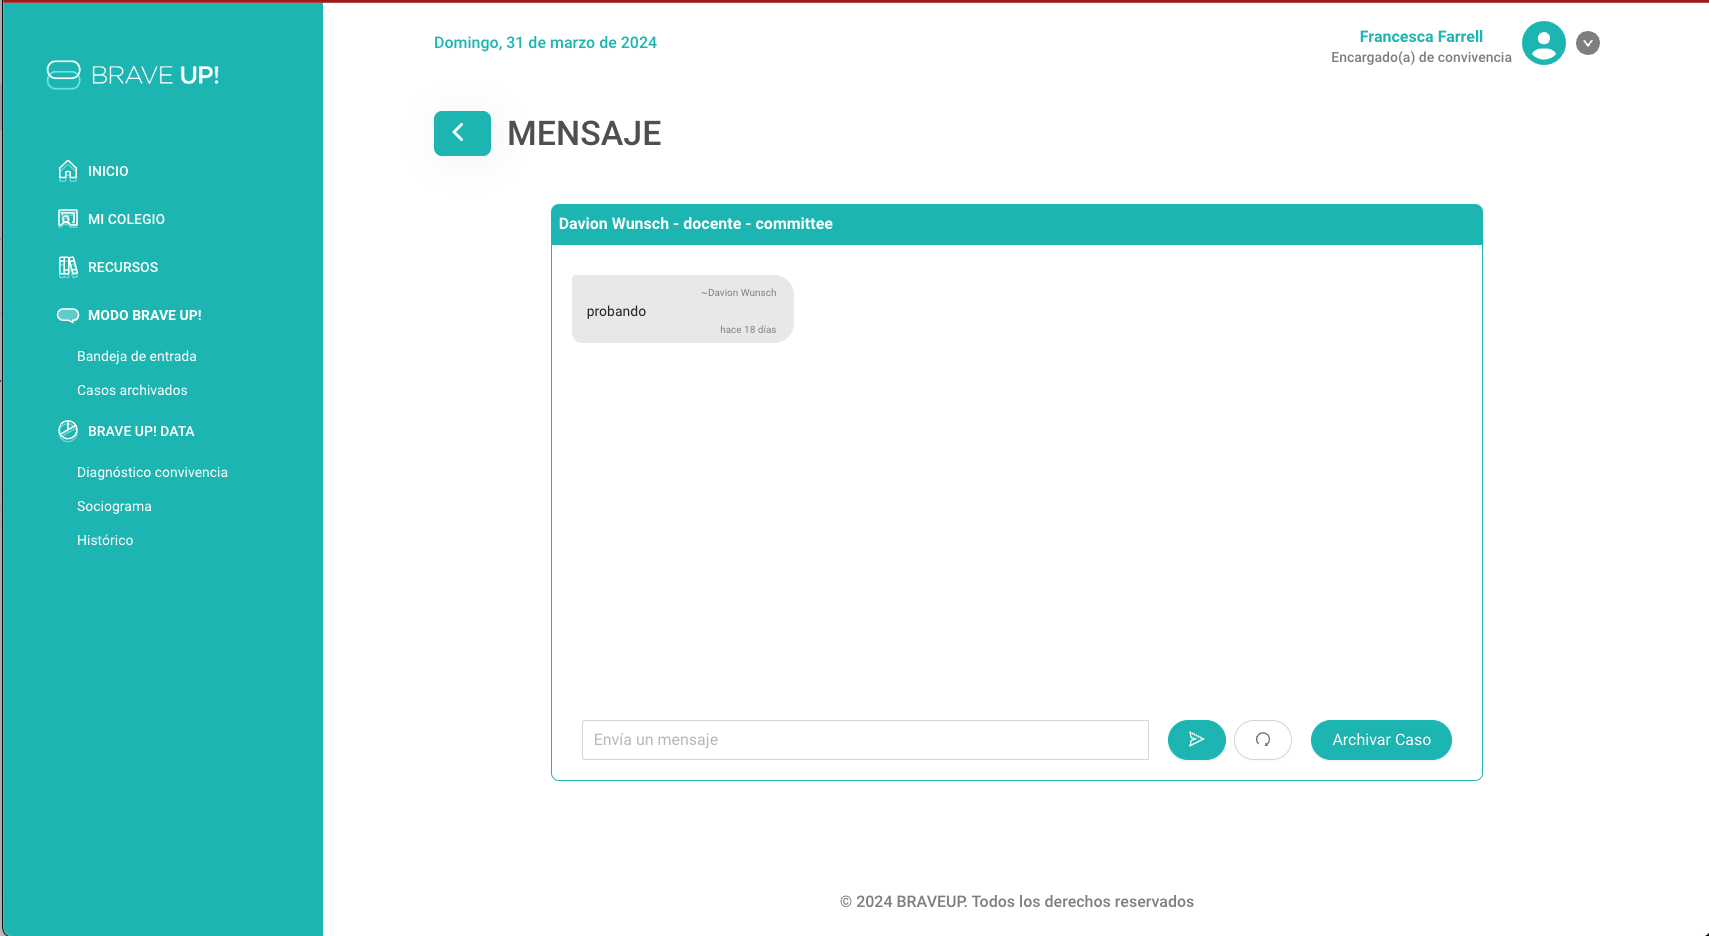 BRAVE UP!
INICIO
MI COLEGIO
RECURSOS
MODO BRAVE UP!
Bandeja de entrada
Casos archivados
BRAVE UP! DATA
Diagnóstico convivencia
Sociograma
Histórico
Domingo, 31 de marzo de 2024
Francesca Farrell
Encargado(a) de convivencia
MENSAJE
Davion Wunsch - docente - committee
~Davion Wunsch
probando
hace 18 días
Envía un mensaje
Archivar Caso
© 2024 BRAVEUP. Todos los derechos reservados